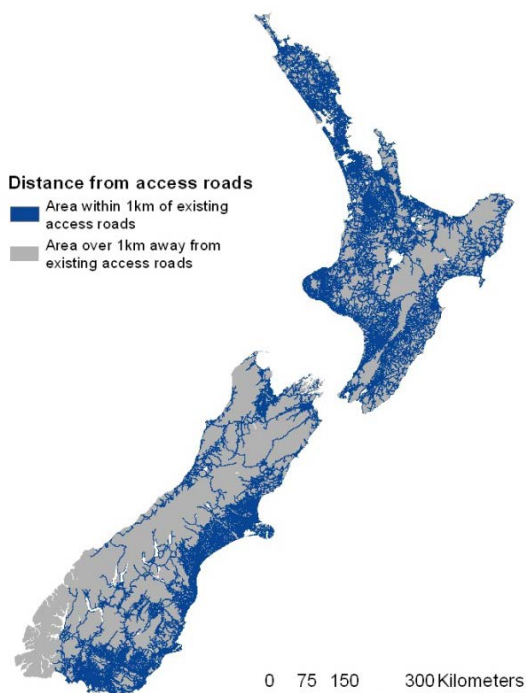 Distance from access roads
Area within 1km of existing
access roads
Area over 1km away from
existing access roads
0 75 150 300 Kilometers